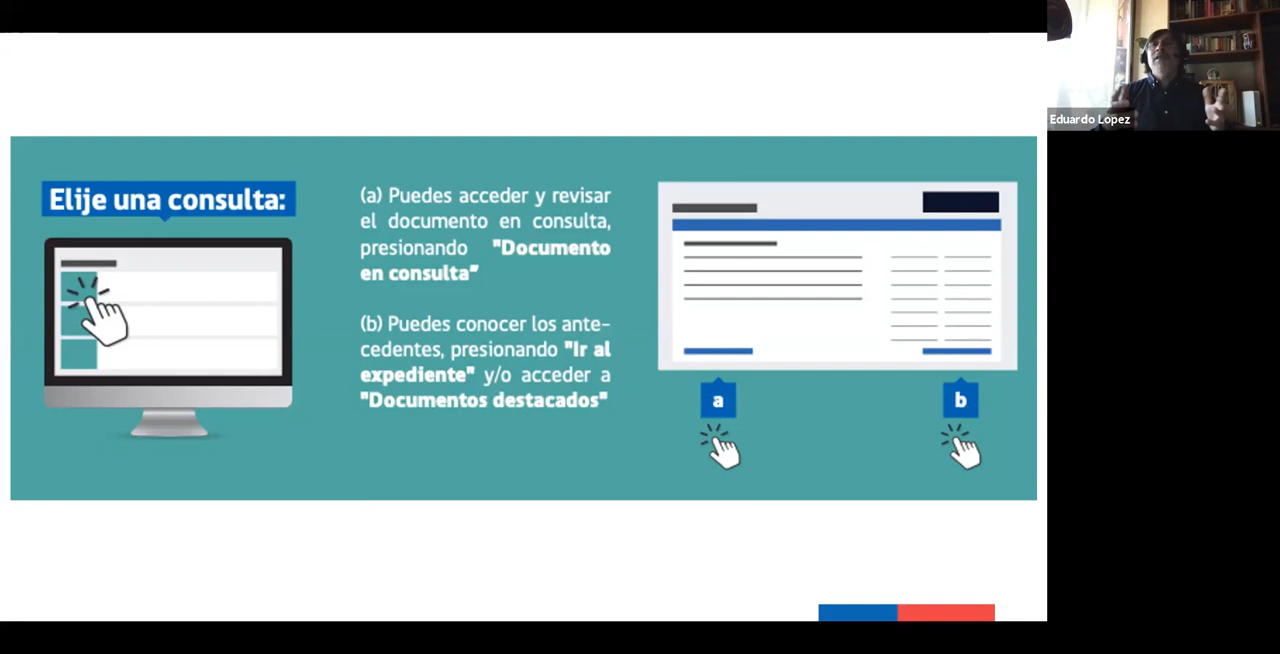 Elije una consulta:
(a) Puedes acceder y revisar
el documento en consulta,
presionando "Documento
en consulta"
(b) Puedes conocer los ante-
cedentes, presionando "Ir al
expediente" y/o acceder a
"Documentos destacados"
a
b
Eduardo Lopez